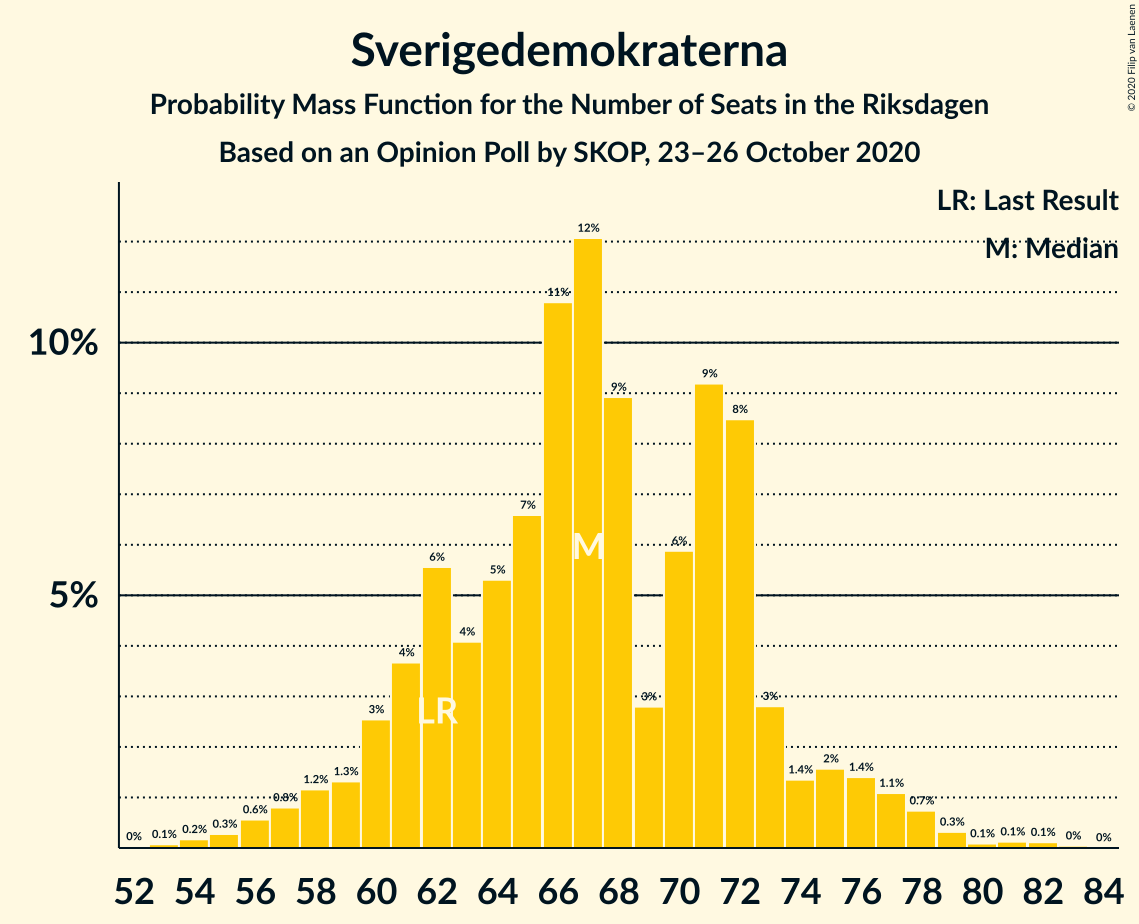 Sverigedemokraterna
Probability Mass Function for the Number of Seats in the Riksdagen
Based on an Opinion Poll by SKOP, 23–26 October 2020
© 2020 Filip van Laenen
LR: Last Result
M: Median
10%
5%
0% 0.1% 0.2% 0.3% 0.6% 0.8% 1.2% 1.3% 3% 4% 6% 4% 5% 7% 11% 12% 9% 3% 6% 9% 8% 3% 1.4% 2% 1.4% 1.1% 0.7% 0.3% 0.1% 0.1% 0.1% 0% 0%
M
LR
52 54 56 58 60 62 64 66 68 70 72 74 76 78 80 82 84